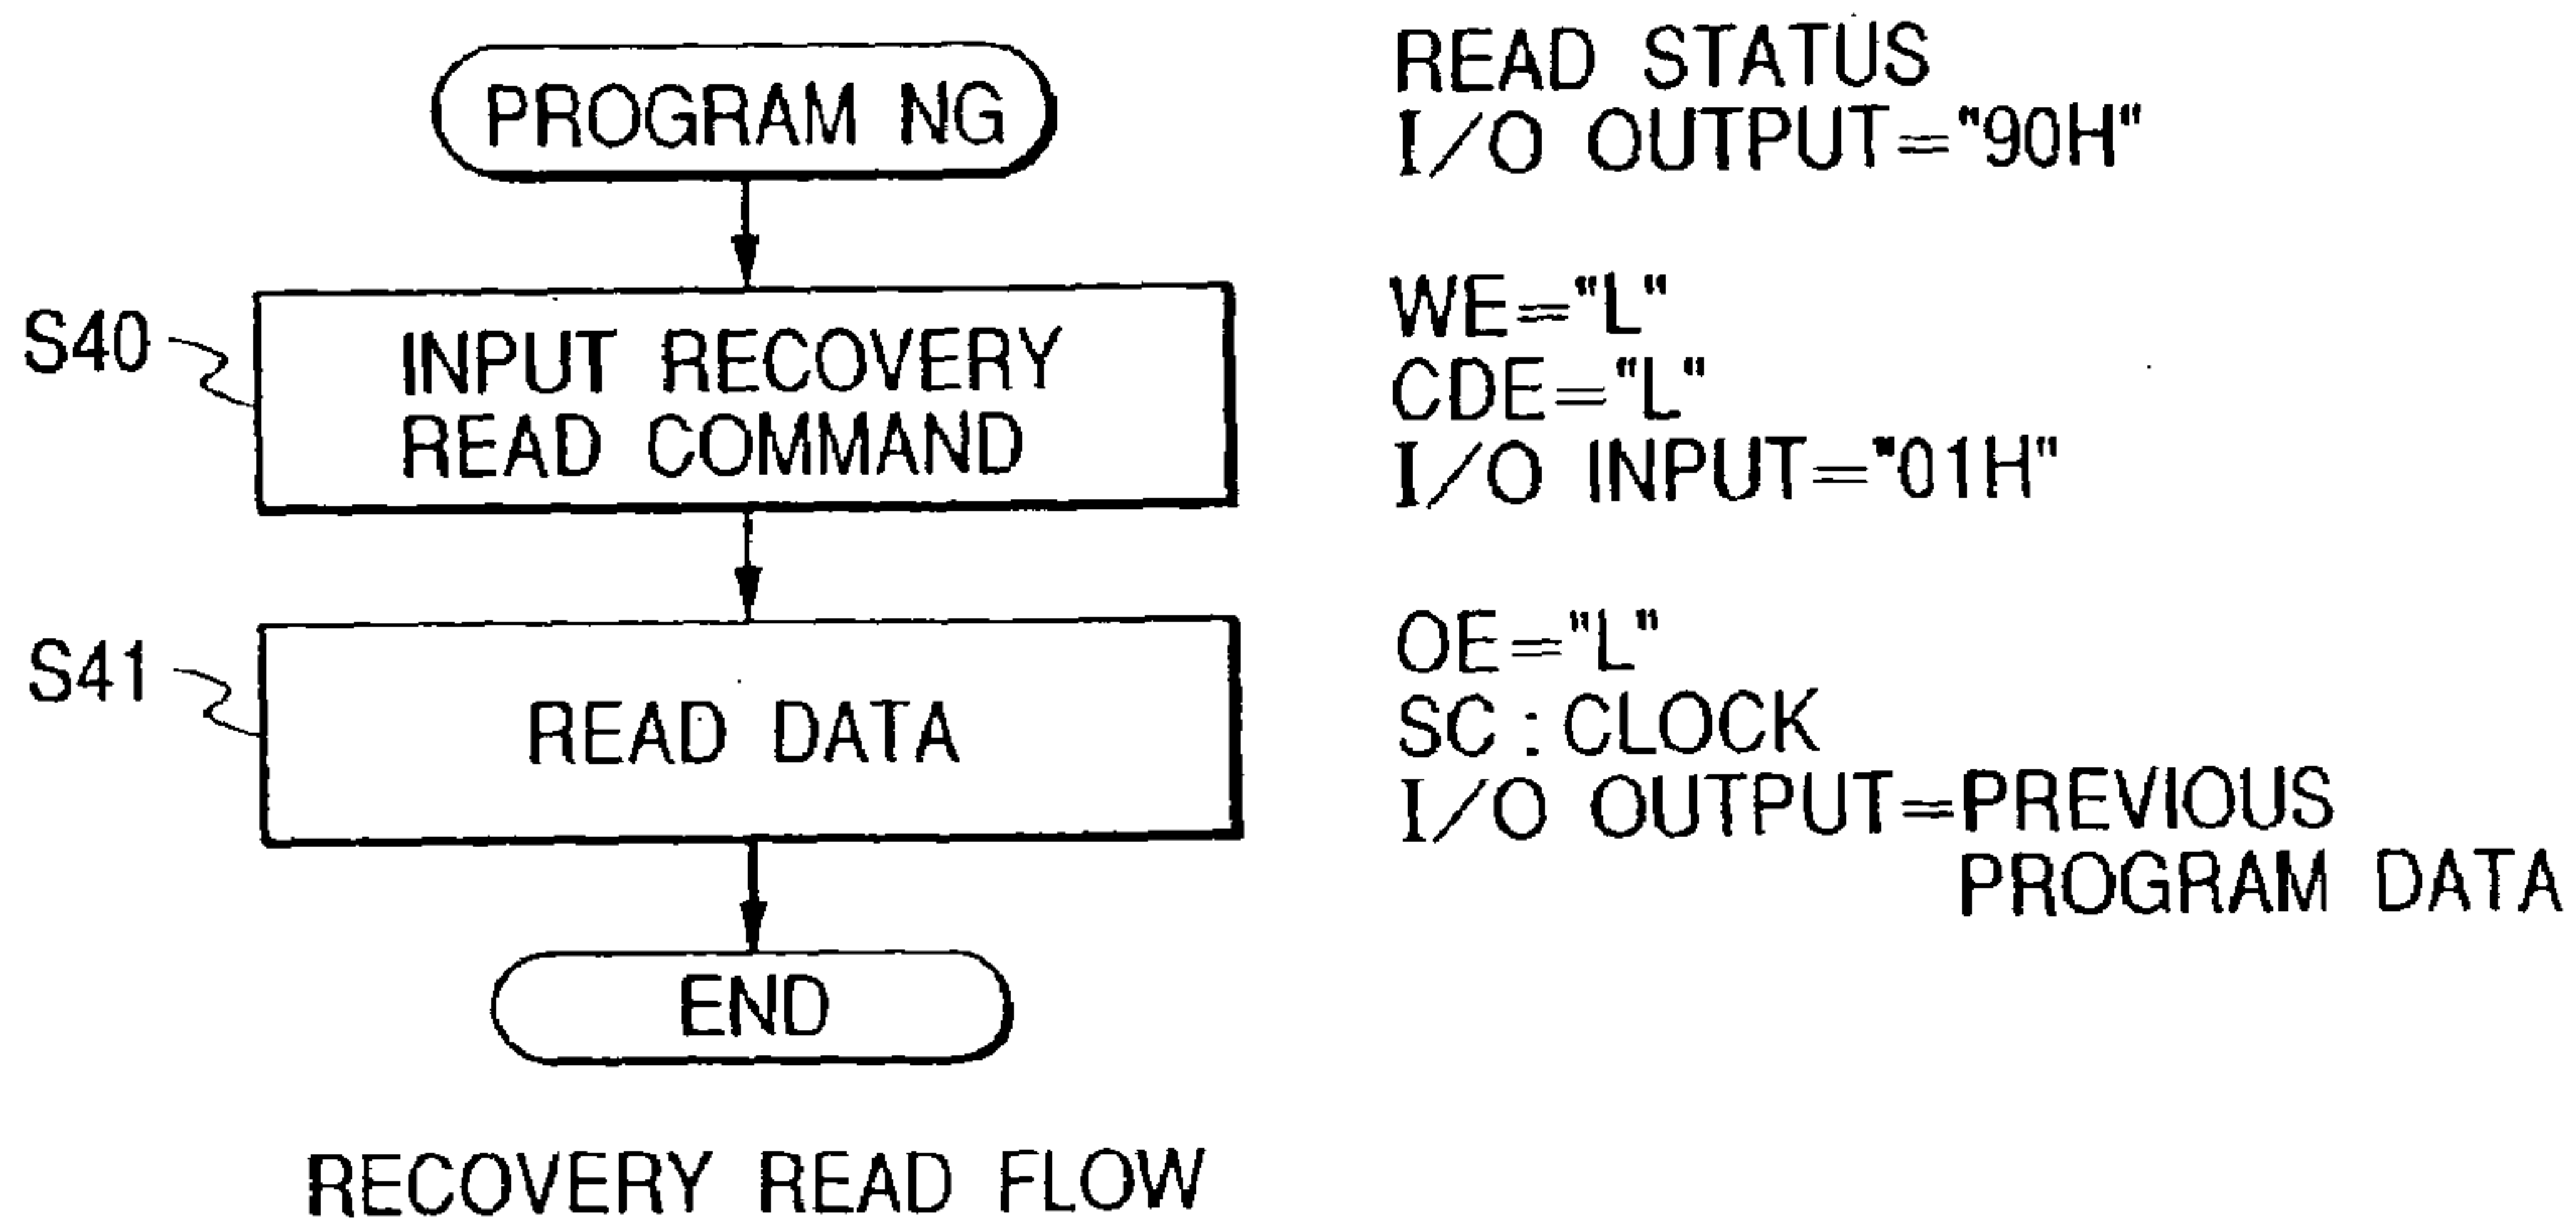 PROGRAM NG
READ STATUS
I/O OUTPUT="90H"
S40
INPUT RECOVERY
READ COMMAND
WE="L"
CDE="L"
I/O INPUT="01H"
S41
READ DATA
OE="L"
SC : CLOCK
I/O OUTPUT=PREVIOUS
PROGRAM DATA
END
RECOVERY READ FLOW